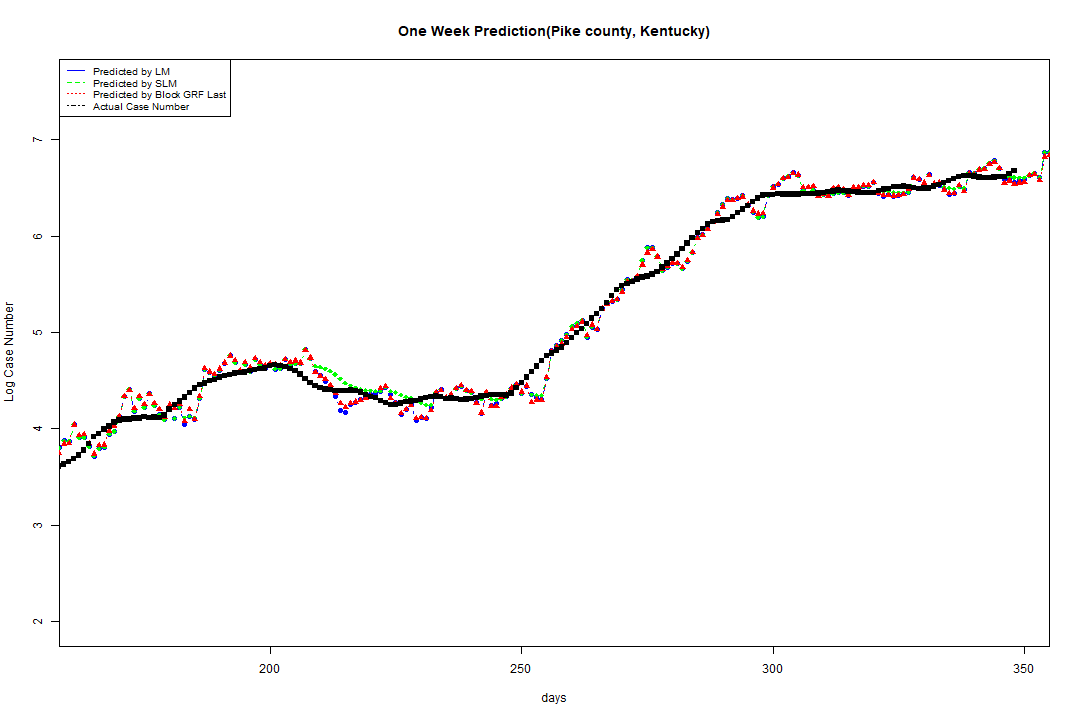 One Week Prediction(Pike county, Kentucky)
Predicted by LM
Predicted by SLM
Predicted by Block GRF Last
Actual Case Number
7
6
5
4
3
2
Log Case Number
200
250
300
350
days